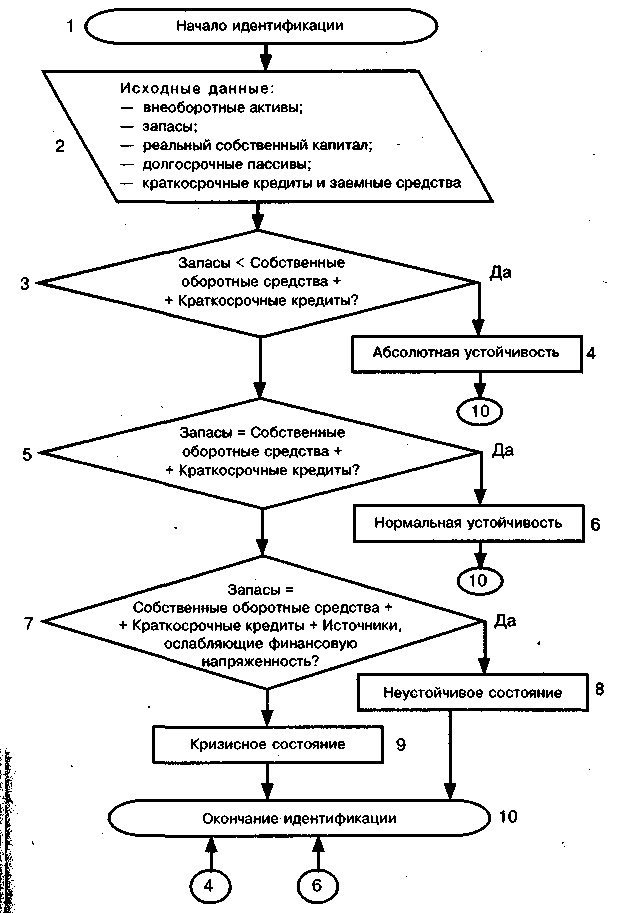 1
Начало идентификации
Исходные данные:
— внеоборотные активы;
— запасы;
2
— реальный собственный капитал;
— долгосрочные пассивы;
— краткосрочные кредиты и заемные средства
Запасы < Собственные
оборотные средства +
+ Краткосрочные кредиты?
3
Да
Абсолютная устойчивость
4
10
Запасы = Собственные
оборотные средства +
+ Краткосрочные кредиты?
5
Да
Нормальная устойчивость
6
10
Запасы =
Собственные оборотные средства +
+ Краткосрочные кредиты + Источники,
ослабляющие финансовую
напряженность?
7
Да
Неустойчивое состояние
8
Кризисное состояние
9
Окончание идентификации
10
4
6